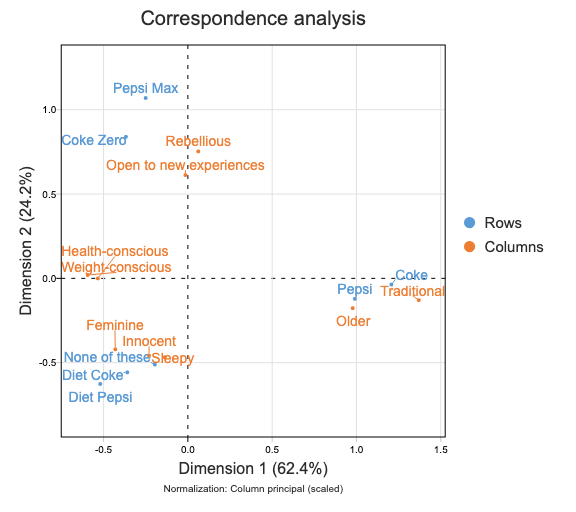 Correspondence analysis
Pepsi Max
1.0
Coke Zero
Rebellious
Open to new experiences
0.5
Rows
Columns
Health-conscious
Weight-conscious
0.0
Coke
Pepsi
Traditional
Older
Feminine
Innocent
None of these
Sleepy
-0.5
Diet Coke
Diet Pepsi
Dimension 2 (24.2%)
-0.5
0.0
0.5
1.0
1.5
Dimension 1 (62.4%)
Normalization: Column principal (scaled)